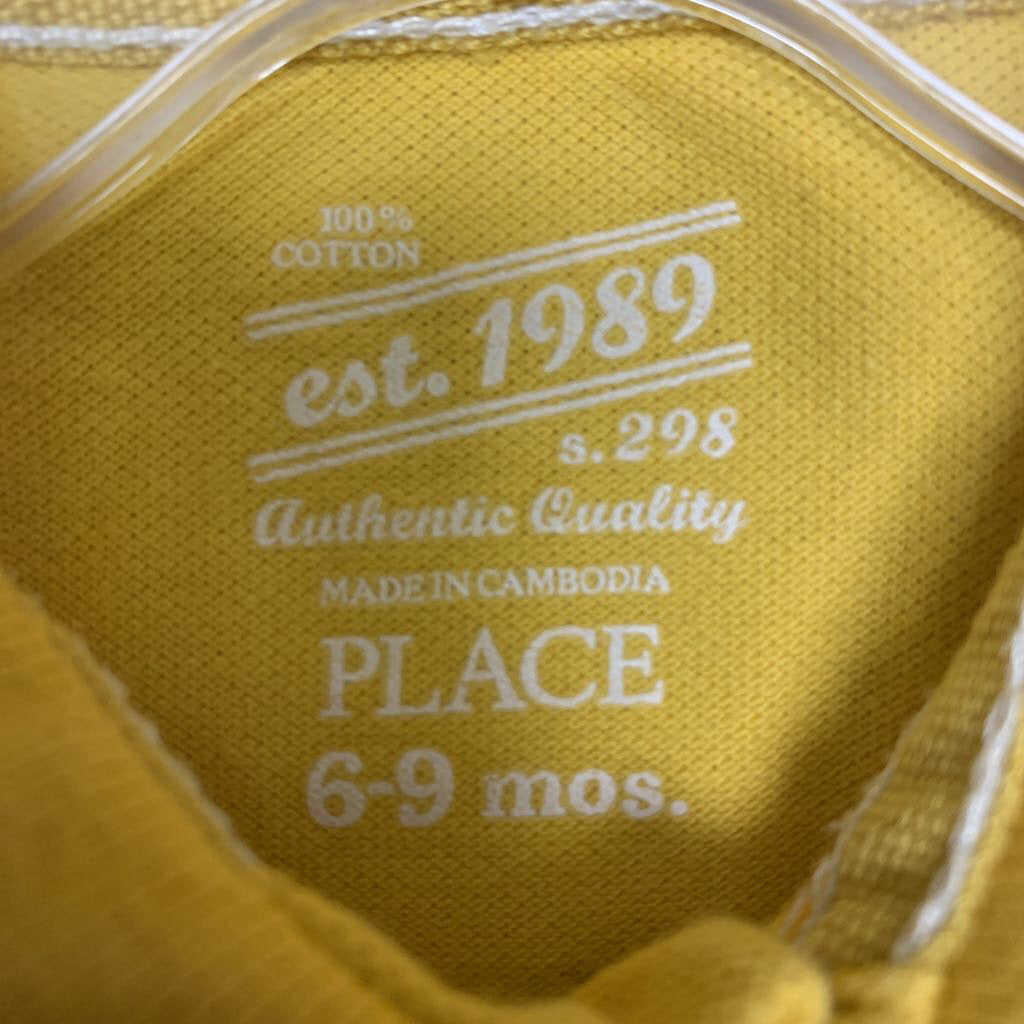 100%
COTTON
est. 1989
s.298
Authentic Quality
MADE IN CAMBODIA
PLACE
6-9 mos.